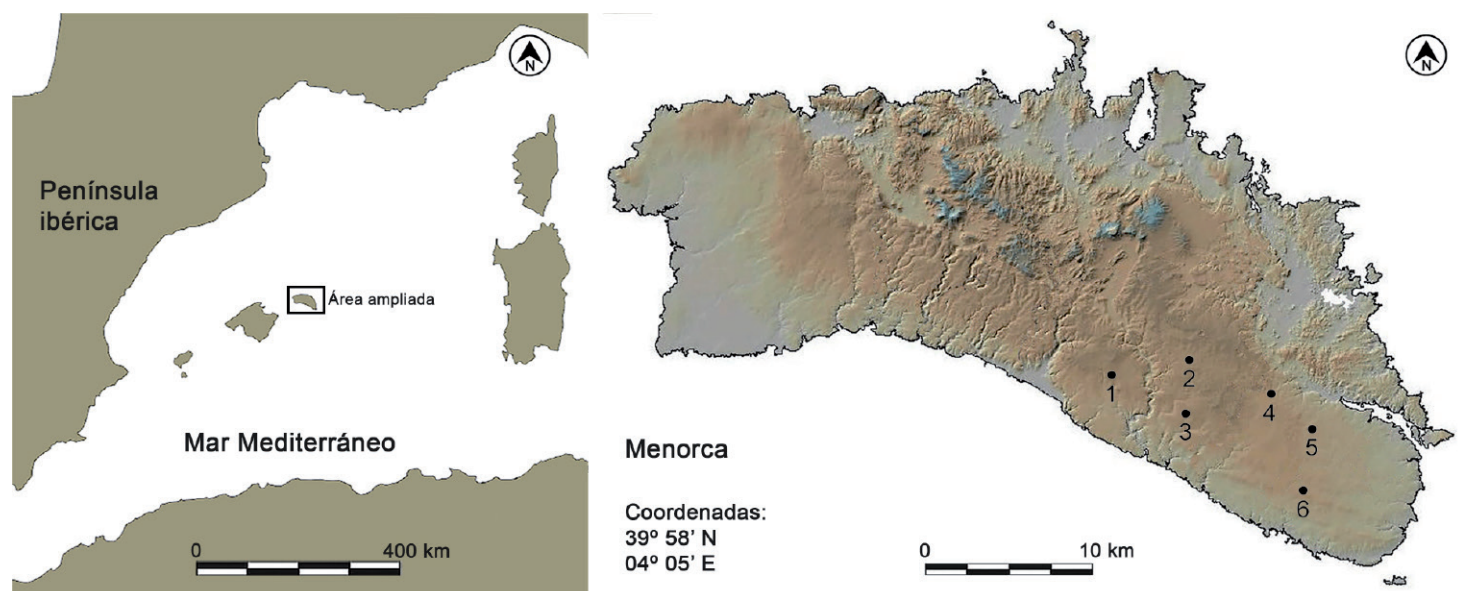 N
Península
ibérica
Área ampliada
Mar Mediterráneo
0 400 km
N
1
2
3
4
5
6
Menorca
Coordenadas:
39º 58’ N
04º 05’ E
0 10 km